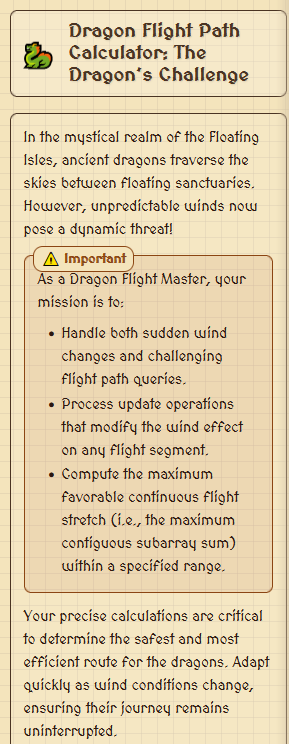 Dragon Flight Path
Calculator: The
Dragon's Challenge
In the mystical realm of the Floating
Isles, ancient dragons traverse the
skies between floating sanctuaries.
However, unpredictable winds now
pose a dynamic threat!
Important
As a Dragon Flight Master, your
mission is to:
• Handle both sudden wind
changes and challenging
flight path queries.
• Process update operations
that modify the wind effect
on any flight segment.
• Compute the maximum
favorable continuous flight
stretch (i.e., the maximum
contiguous subarray sum)
within a specified range.
Your precise calculations are critical
to determine the safest and most
efficient route for the dragons. Adapt
quickly as wind conditions change,
ensuring their journey remains
uninterrupted.